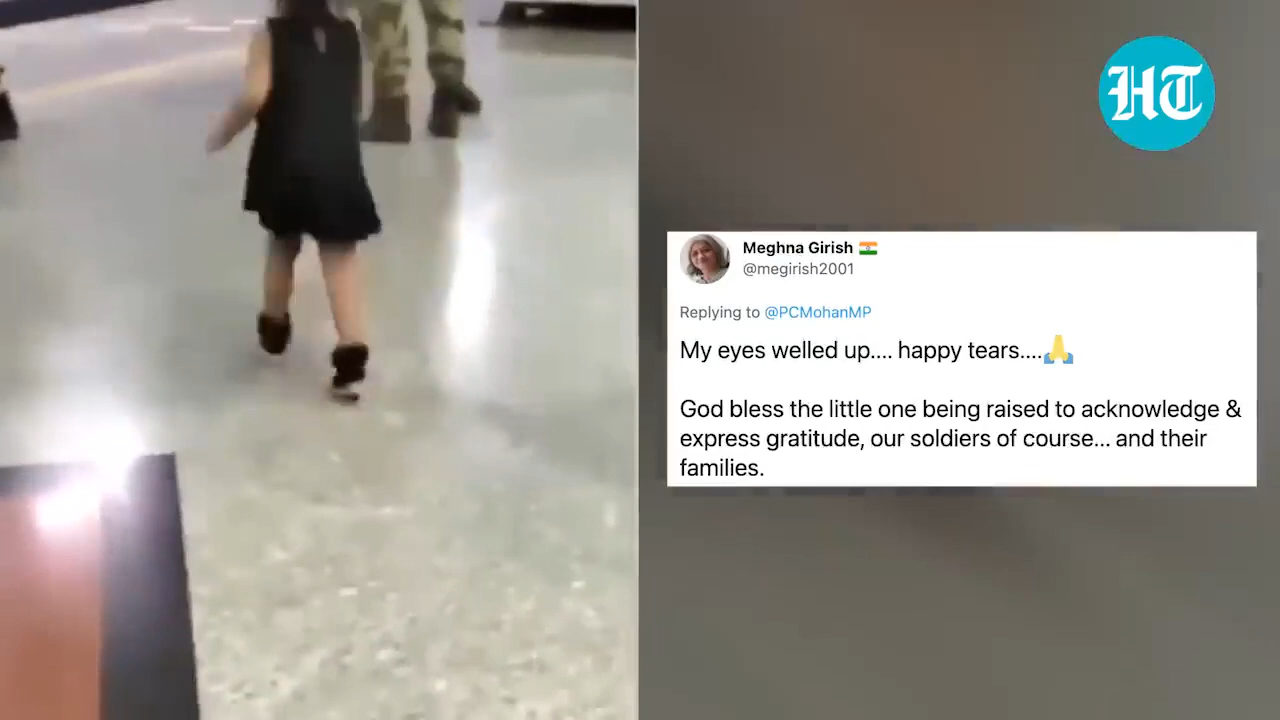 HT
Meghna Girish 🇮🇳
@megirish2001
Replying to @PCMohanMP
My eyes welled up.... happy tears....🙏
God bless the little one being raised to acknowledge &
express gratitude, our soldiers of course... and their
families.